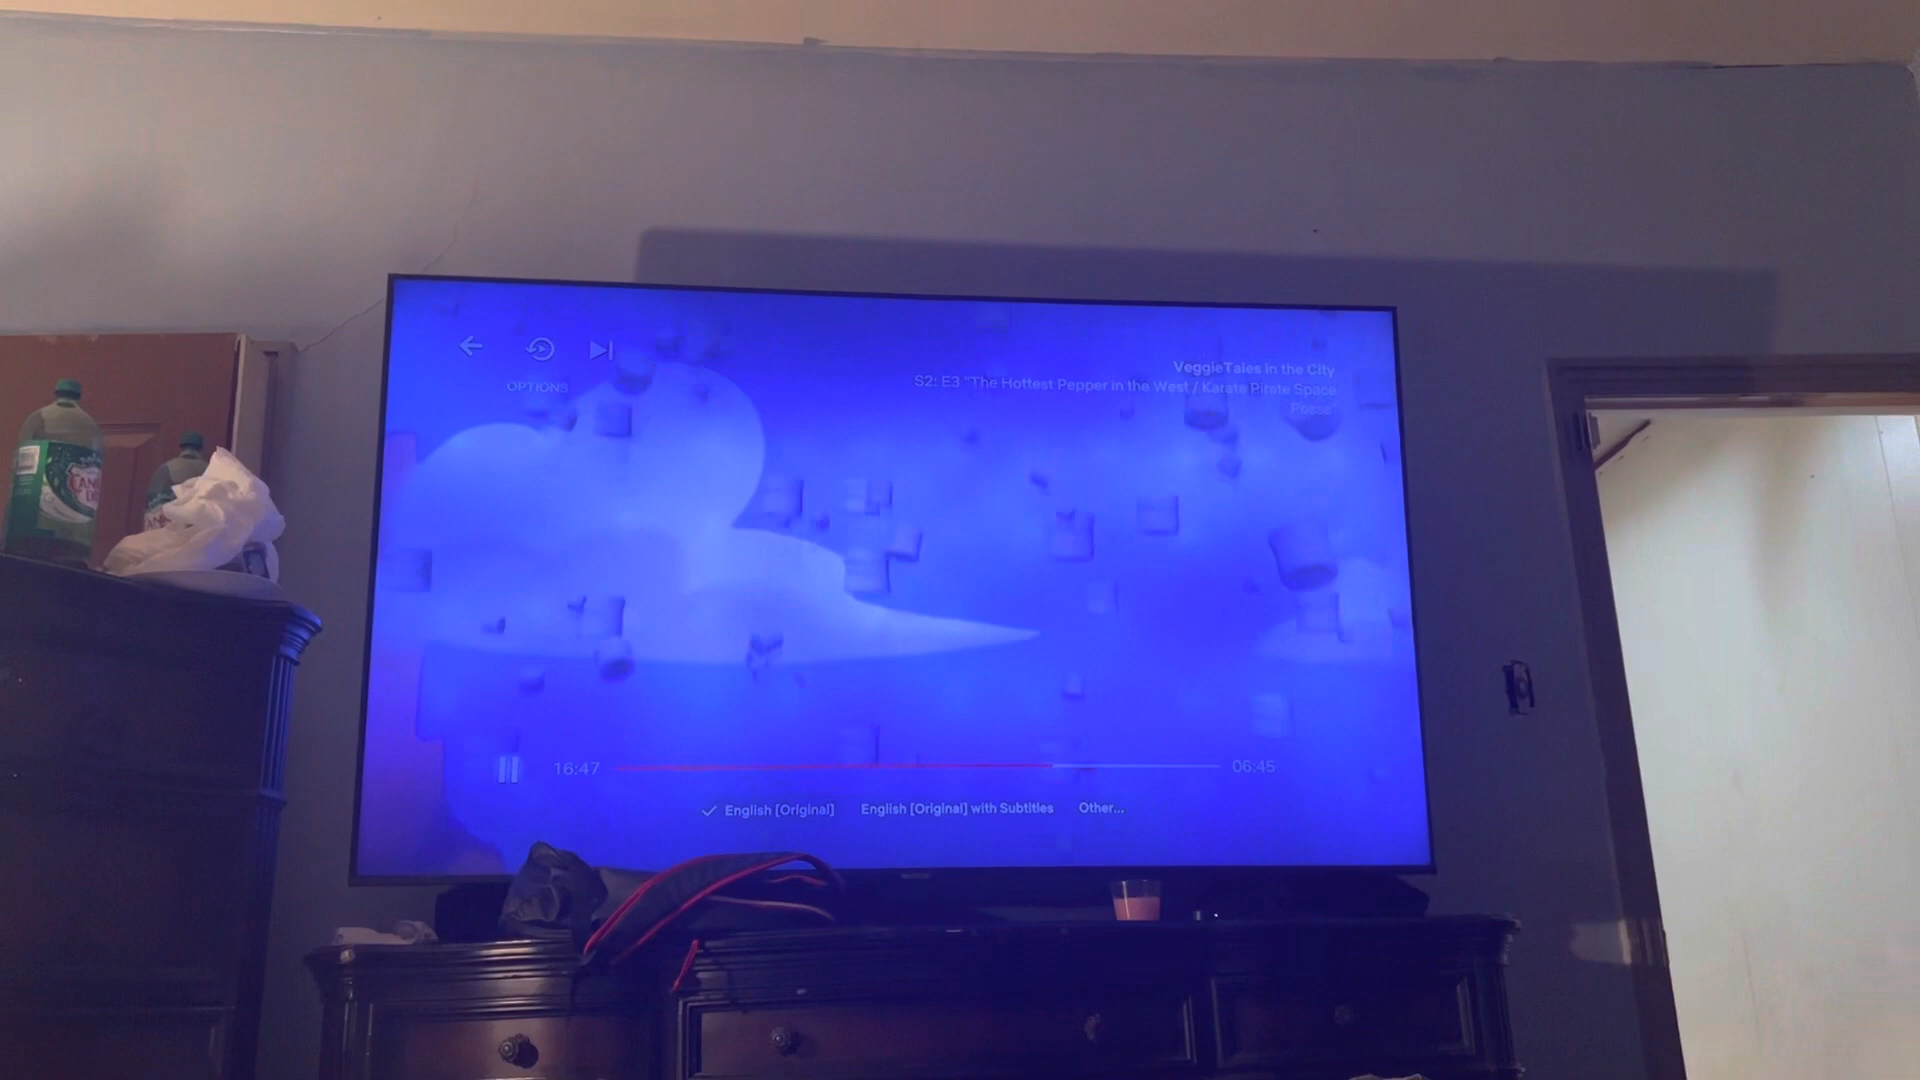 OPTIONS
VeggieTales in the City
S2: E3 "The Hottest Pepper in the West / Karate Pirate Space
Posse"
16:47
06:45
English [Original]
English [Original] with Subtitles
Other...